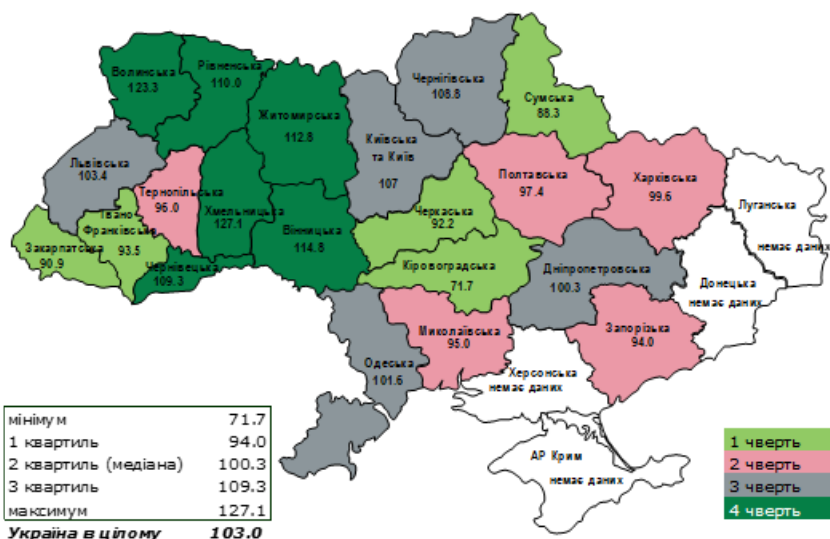 Волинська
123.3
Рівненська
110.0
Житомирська
112.8
Чернігівська
108.8
Сумська
88.3
Київська
та Київ
107
Львівська
103.4
Тернопільська
96.0
Хмельницька
127.1
Вінницька
114.8
Черкаська
92.2
Полтавська
97.4
Харківська
99.6
Луганська
немає даних
Івано
Франківська
93.5
Закарпатська
90.9
Чернівецька
109.3
Кіровоградська
71.7
Дніпропетровська
100.3
Донецька
немає даних
Миколаївська
95.0
Запорізька
94.0
Одеська
101.6
Херсонська
немає даних
АР Крим
немає даних
мінімум 71.7
1 квартиль 94.0
2 квартиль (медіана) 100.3
3 квартиль 109.3
максимум 127.1
Україна в цілому 103.0
1 чверть
2 чверть
3 чверть
4 чверть